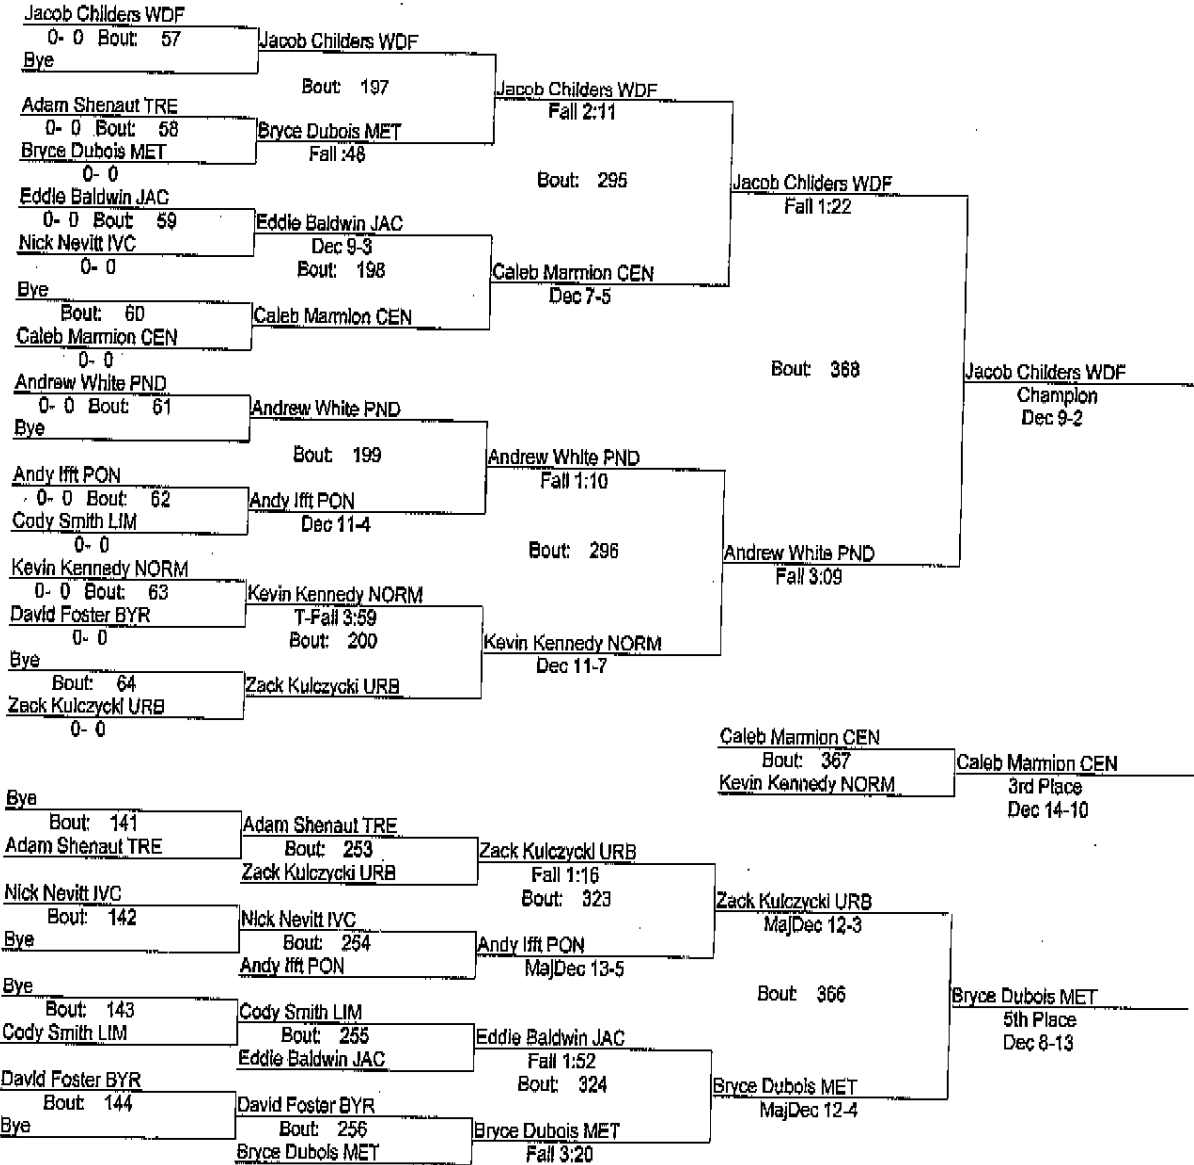 Jacob Childers WDF
0- 0 Bout: 57
Bye
Jacob Childers WDF
Bout: 197
Adam Shenaut TRE
0- 0 Bout: 58
Bryce Dubois MET
0- 0
Bryce Dubois MET
Fall :48
Jacob Childers WDF
Fall 2:11
Bout: 295
Eddie Baldwin JAC
0- 0 Bout: 59
Nick Nevitt IVC
0- 0
Eddie Baldwin JAC
Dec 9-3
Bout: 198
Bye
Bout: 60
Caleb Marmion CEN
0- 0
Caleb Marmion CEN
Caleb Marmion CEN
Dec 7-5
Jacob Childers WDF
Fall 1:22
Bout: 368
Andrew White PND
0- 0 Bout: 61
Bye
Andrew White PND
Bout: 199
Andy Ifft PON
0- 0 Bout: 62
Cody Smith LIM
0- 0
Andy Ifft PON
Dec 11-4
Andrew White PND
Fall 1:10
Bout: 296
Kevin Kennedy NORM
0- 0 Bout: 63
David Foster BYR
0- 0
Kevin Kennedy NORM
T-Fall 3:59
Bout: 200
Bye
Bout: 64
Zack Kulczycki URB
0- 0
Zack Kulczycki URB
Kevin Kennedy NORM
Dec 11-7
Andrew White PND
Fall 3:09
Jacob Childers WDF
Champion
Dec 9-2
Caleb Marmion CEN
Bout: 367
Kevin Kennedy NORM
Caleb Marmion CEN
3rd Place
Dec 14-10
Bye
Bout: 141
Adam Shenaut TRE
Adam Shenaut TRE
Bout: 253
Zack Kulczycki URB
Zack Kulczycki URB
Fall 1:16
Bout: 323
Nick Nevitt IVC
Bout: 142
Bye
Nick Nevitt IVC
Bout: 254
Andy Ifft PON
Andy Ifft PON
MajDec 13-5
Zack Kulczycki URB
MajDec 12-3
Bout: 366
Bye
Bout: 143
Cody Smith LIM
Cody Smith LIM
Bout: 255
Eddie Baldwin JAC
Eddie Baldwin JAC
Fall 1:52
Bout: 324
David Foster BYR
Bout: 144
Bye
David Foster BYR
Bout: 256
Bryce Dubois MET
Bryce Dubois MET
Fall 3:20
Bryce Dubois MET
MajDec 12-4
Bryce Dubois MET
5th Place
Dec 8-13